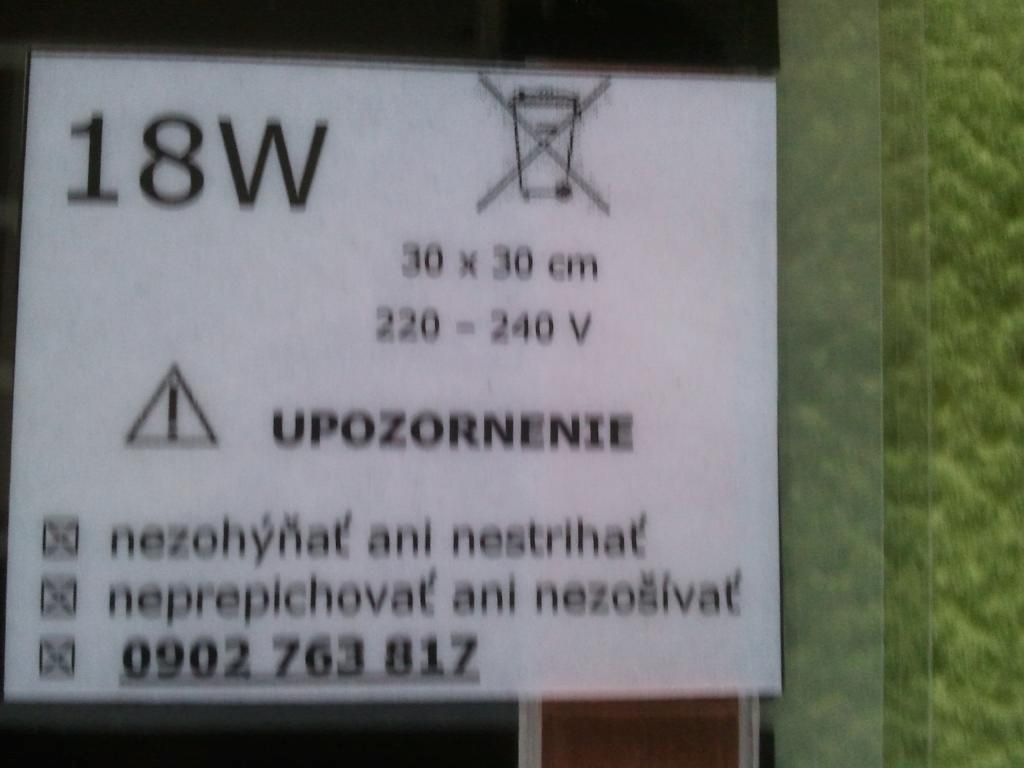 18W
30 x 30 cm
220 – 240 V
UPOZORNENIE
nezohýňať ani nestrihať
neprepichovať ani nezošívať
0902 763 817